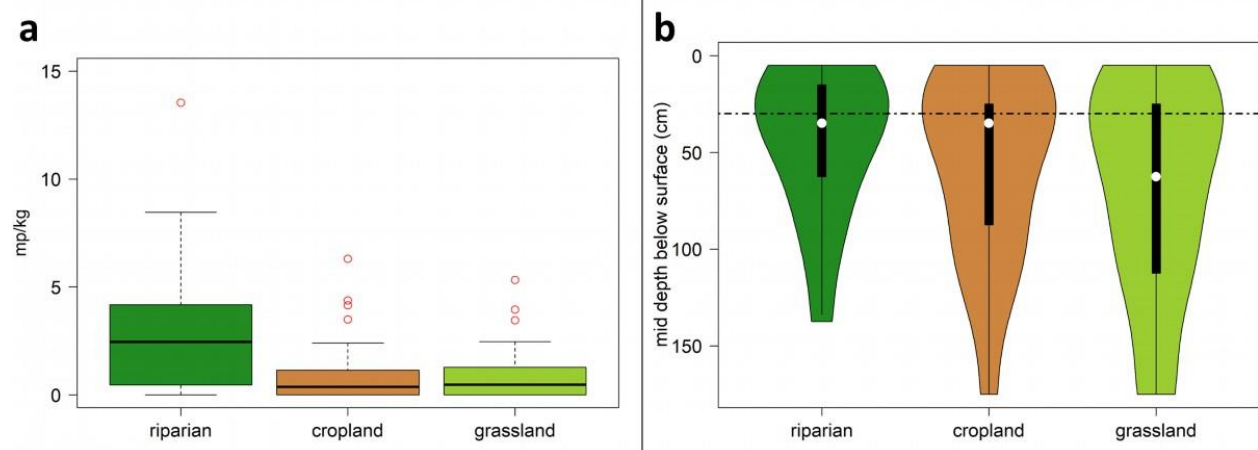 a
15
10
5
0
mp/kg
riparian cropland grassland
b
0
50
100
150
mid depth below surface (cm)
riparian cropland grassland